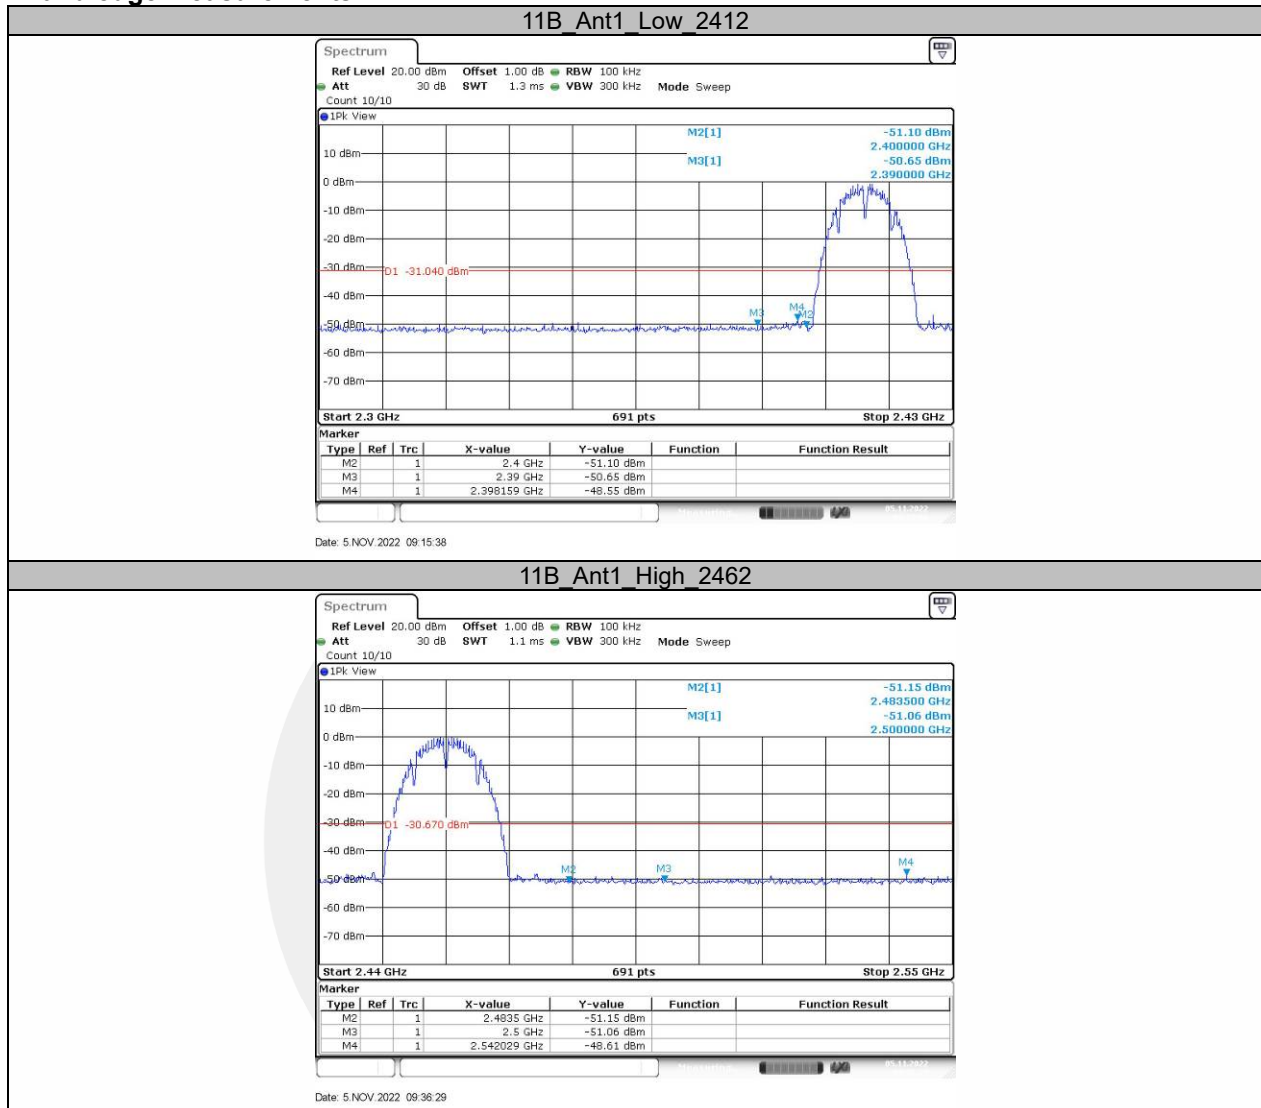 11B_Ant1_Low_2412
Spectrum
Ref Level 20.00 dBm Offset 1.00 dB RBW 100 kHz
Att 30 dB SWT 1.3 ms VBW 300 kHz Mode Sweep
Count 10/10
1Pk View
M2[1] -51.10 dBm
2.400000 GHz
10 dBm
M3[1] -50.65 dBm
2.390000 GHz
0 dBm
-10 dBm
-20 dBm
-30 dBm
D1 -31.040 dBm
-40 dBm
M3 M4 M2
-50 dBm
-60 dBm
-70 dBm
Start 2.3 GHz 691 pts Stop 2.43 GHz
Marker
Type Ref Trc X-value Y-value Function Function Result
M2 1 2.4 GHz -51.10 dBm
M3 1 2.39 GHz -50.65 dBm
M4 1 2.398159 GHz -48.55 dBm
05.11.2022
Date: 5.NOV.2022 09:15:38
11B_Ant1_High_2462
Spectrum
Ref Level 20.00 dBm Offset 1.00 dB RBW 100 kHz
Att 30 dB SWT 1.1 ms VBW 300 kHz Mode Sweep
Count 10/10
1Pk View
M2[1] -51.15 dBm
2.483500 GHz
10 dBm
M3[1] -51.06 dBm
2.500000 GHz
0 dBm
-10 dBm
-20 dBm
-30 dBm
D1 -30.670 dBm
-40 dBm
M2 M3 M4
-50 dBm
-60 dBm
-70 dBm
Start 2.44 GHz 691 pts Stop 2.55 GHz
Marker
Type Ref Trc X-value Y-value Function Function Result
M2 1 2.4835 GHz -51.15 dBm
M3 1 2.5 GHz -51.06 dBm
M4 1 2.542029 GHz -48.61 dBm
05.11.2022
Date: 5.NOV.2022 09:36:29